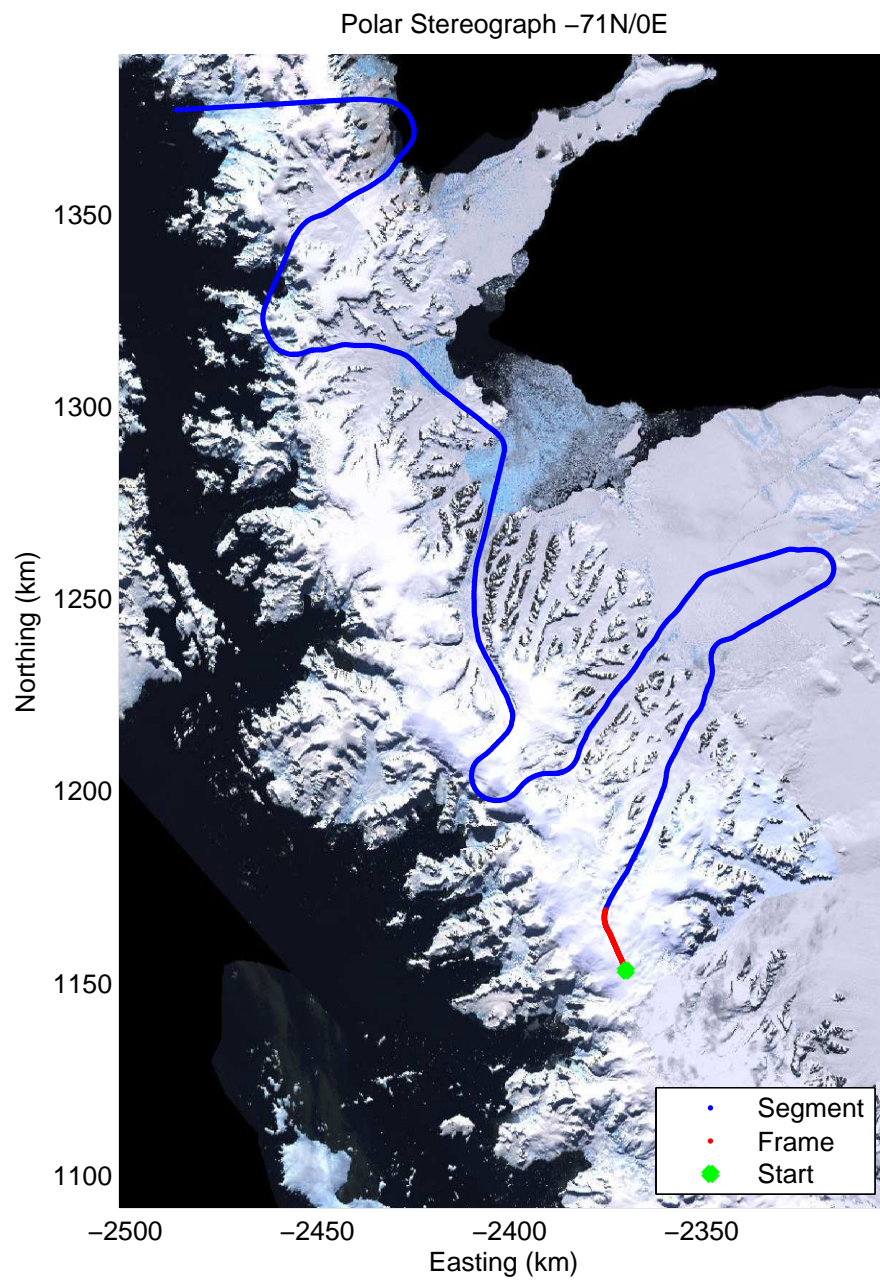 Polar Stereograph −71N/0E
1350
1300
1250
1200
1150
1100
Northing (km)
−2500
−2450
−2400
−2350
Easting (km)
Segment
Frame
Start